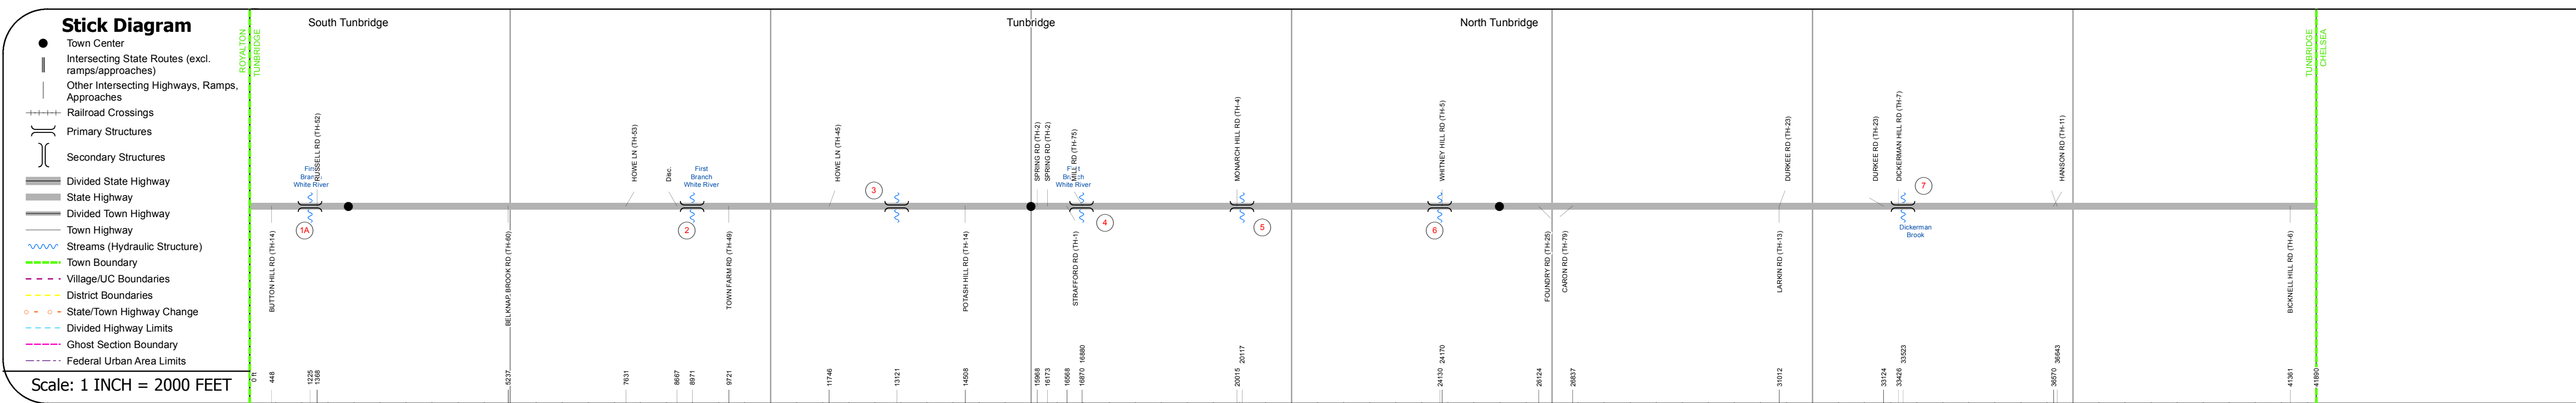 Stick Diagram
Town Center
Intersecting State Routes (excl.
ramps/approaches)
Other Intersecting Highways, Ramps,
Approaches
Railroad Crossings
Primary Structures
Secondary Structures
Divided State Highway
State Highway
Divided Town Highway
Town Highway
Streams (Hydraulic Structure)
Town Boundary
Village/UC Boundaries
District Boundaries
State/Town Highway Change
Divided Highway Limits
Ghost Section Boundary
Federal Urban Area Limits
Scale: 1 INCH = 2000 FEET
South Tunbridge
Tunbridge
North Tunbridge
ROYALTON
TUNBRIDGE
TUNBRIDGE
CHELSEA
First
Branch
White River
RUSSELL RD (TH-52)
HOWE LN (TH-53)
Disc.
First
Branch
White River
HOWE LN (TH-45)
SPRING RD (TH-2)
SPRING RD (TH-2)
First
Branch
White River
MILL RD (TH-75)
MONARCH HILL RD (TH-4)
WHITNEY HILL RD (TH-5)
DURKEE RD (TH-23)
DURKEE RD (TH-23)
DICKERMAN HILL RD (TH-7)
HANSON RD (TH-11)
1A
2
3
4
5
6
7
Dickerman
Brook
BUTTON HILL RD (TH-14)
BELKNAP BROOK RD (TH-60)
TOWN FARM RD (TH-49)
POTASH HILL RD (TH-14)
STRAFFORD RD (TH-1)
FOUNDRY RD (TH-25)
CARON RD (TH-79)
LARKIN RD (TH-13)
BICKNELL HILL RD (TH-6)
0 ft
448
1225
1368
5237
7631
8667
8971
9721
11746
13121
14508
15968
16173
16568
16870
16880
20015
20117
24130
24170
26124
26837
31012
33124
33426
33523
36570
36643
41361
41890